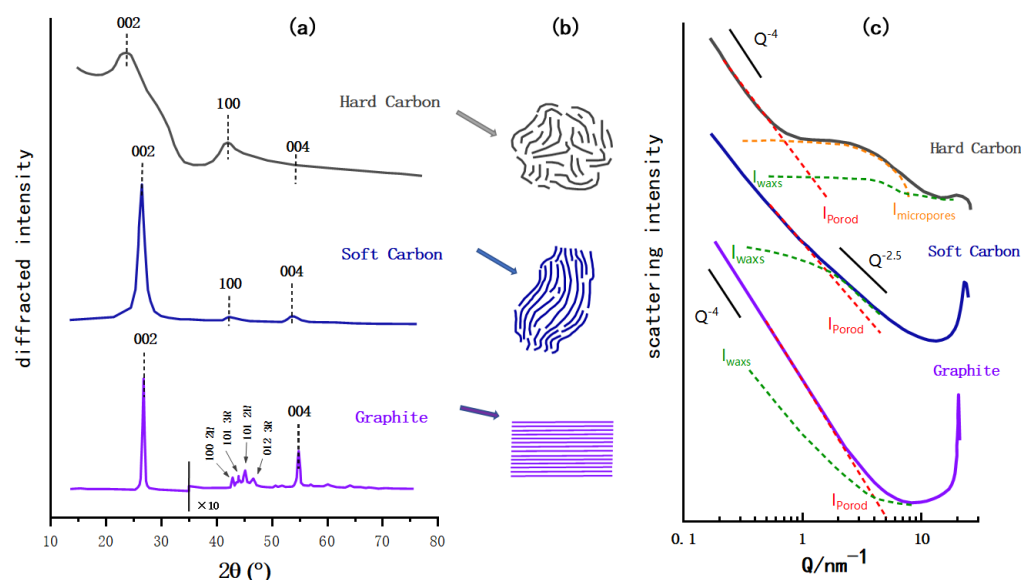 (a)
diffracted intensity
002
100
004
Hard Carbon
002
100
004
Soft Carbon
002
100 2H
101 3R
101 2H
012 3R
004
Graphite
×10
10 20 30 40 50 60 70 80
2θ (°)
(b)
(c)
scattering intensity
Q-4
Hard Carbon
Iwaxs
IPorod
Imicropores
Soft Carbon
Iwaxs
Q-2.5
IPorod
Q-4
Graphite
Iwaxs
IPorod
0.1 1 10
Q/nm-1